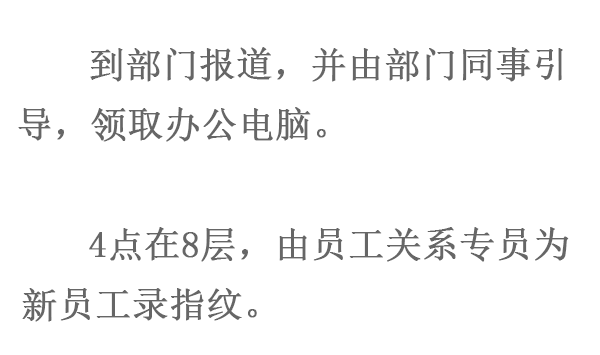 到部门报道，并由部门同事引
导，领取办公电脑。
4点在8层，由员工关系专员为
新员工录指纹。